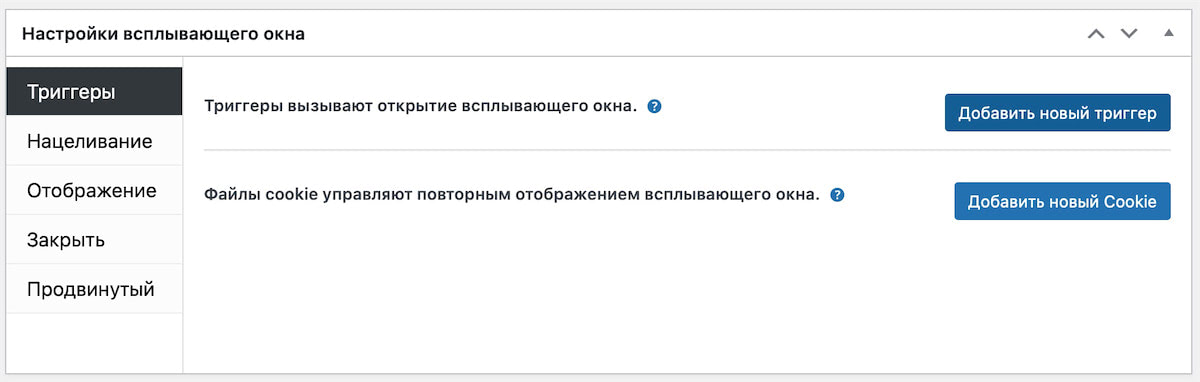 Настройки всплывающего окна
Триггеры
Нацеливание
Отображение
Закрыть
Продвинутый
Триггеры вызывают открытие всплывающего окна. ?
Добавить новый триггер
Файлы cookie управляют повторным отображением всплывающего окна. ?
Добавить новый Cookie